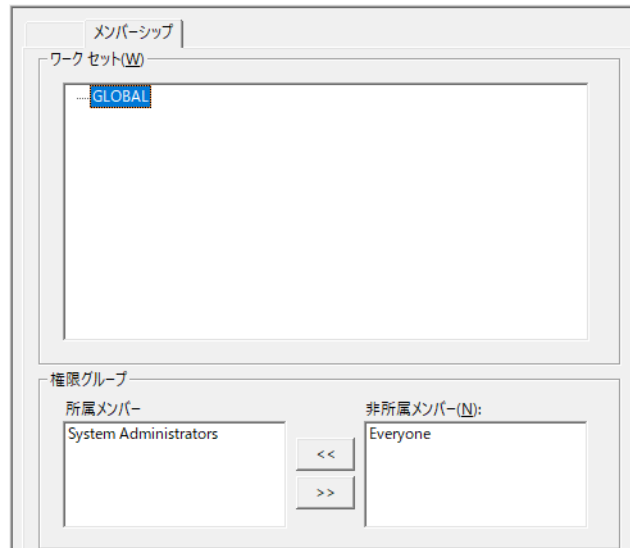 メンバーシップ
ワーク セット(W)
GLOBAL
権限グループ
所属メンバー
非所属メンバー(N):
System Administrators
<<
Everyone
>>